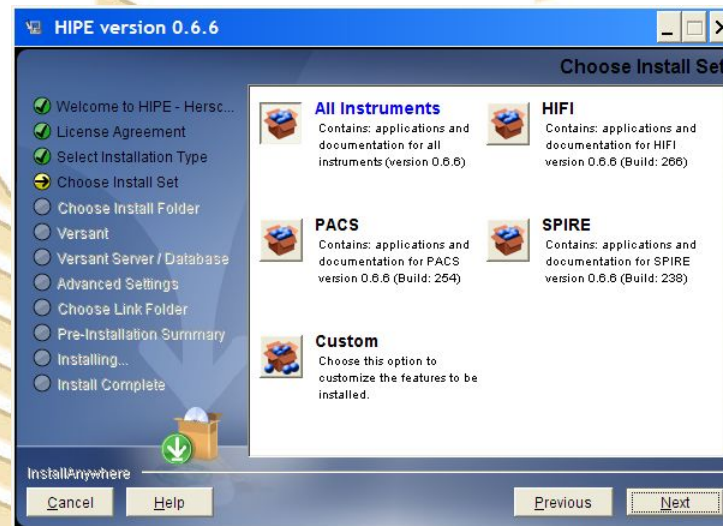 HIPE version 0.6.6
Choose Install Set
Welcome to HIPE - Hersc...
License Agreement
Select Installation Type
Choose Install Set
Choose Install Folder
Versant
Versant Server / Database
Advanced Settings
Choose Link Folder
Pre-Installation Summary
Installing...
Install Complete
All Instruments
Contains: applications and
documentation for all
instruments (version 0.6.6)
HIFI
Contains: applications and
documentation for HIFI
version 0.6.6 (Build: 266)
PACS
Contains: applications and
documentation for PACS
version 0.6.6 (Build: 254)
SPIRE
Contains: applications and
documentation for SPIRE
version 0.6.6 (Build: 238)
Custom
Choose this option to
customize the features to be
installed.
InstallAnywhere
Cancel
Help
Previous
Next